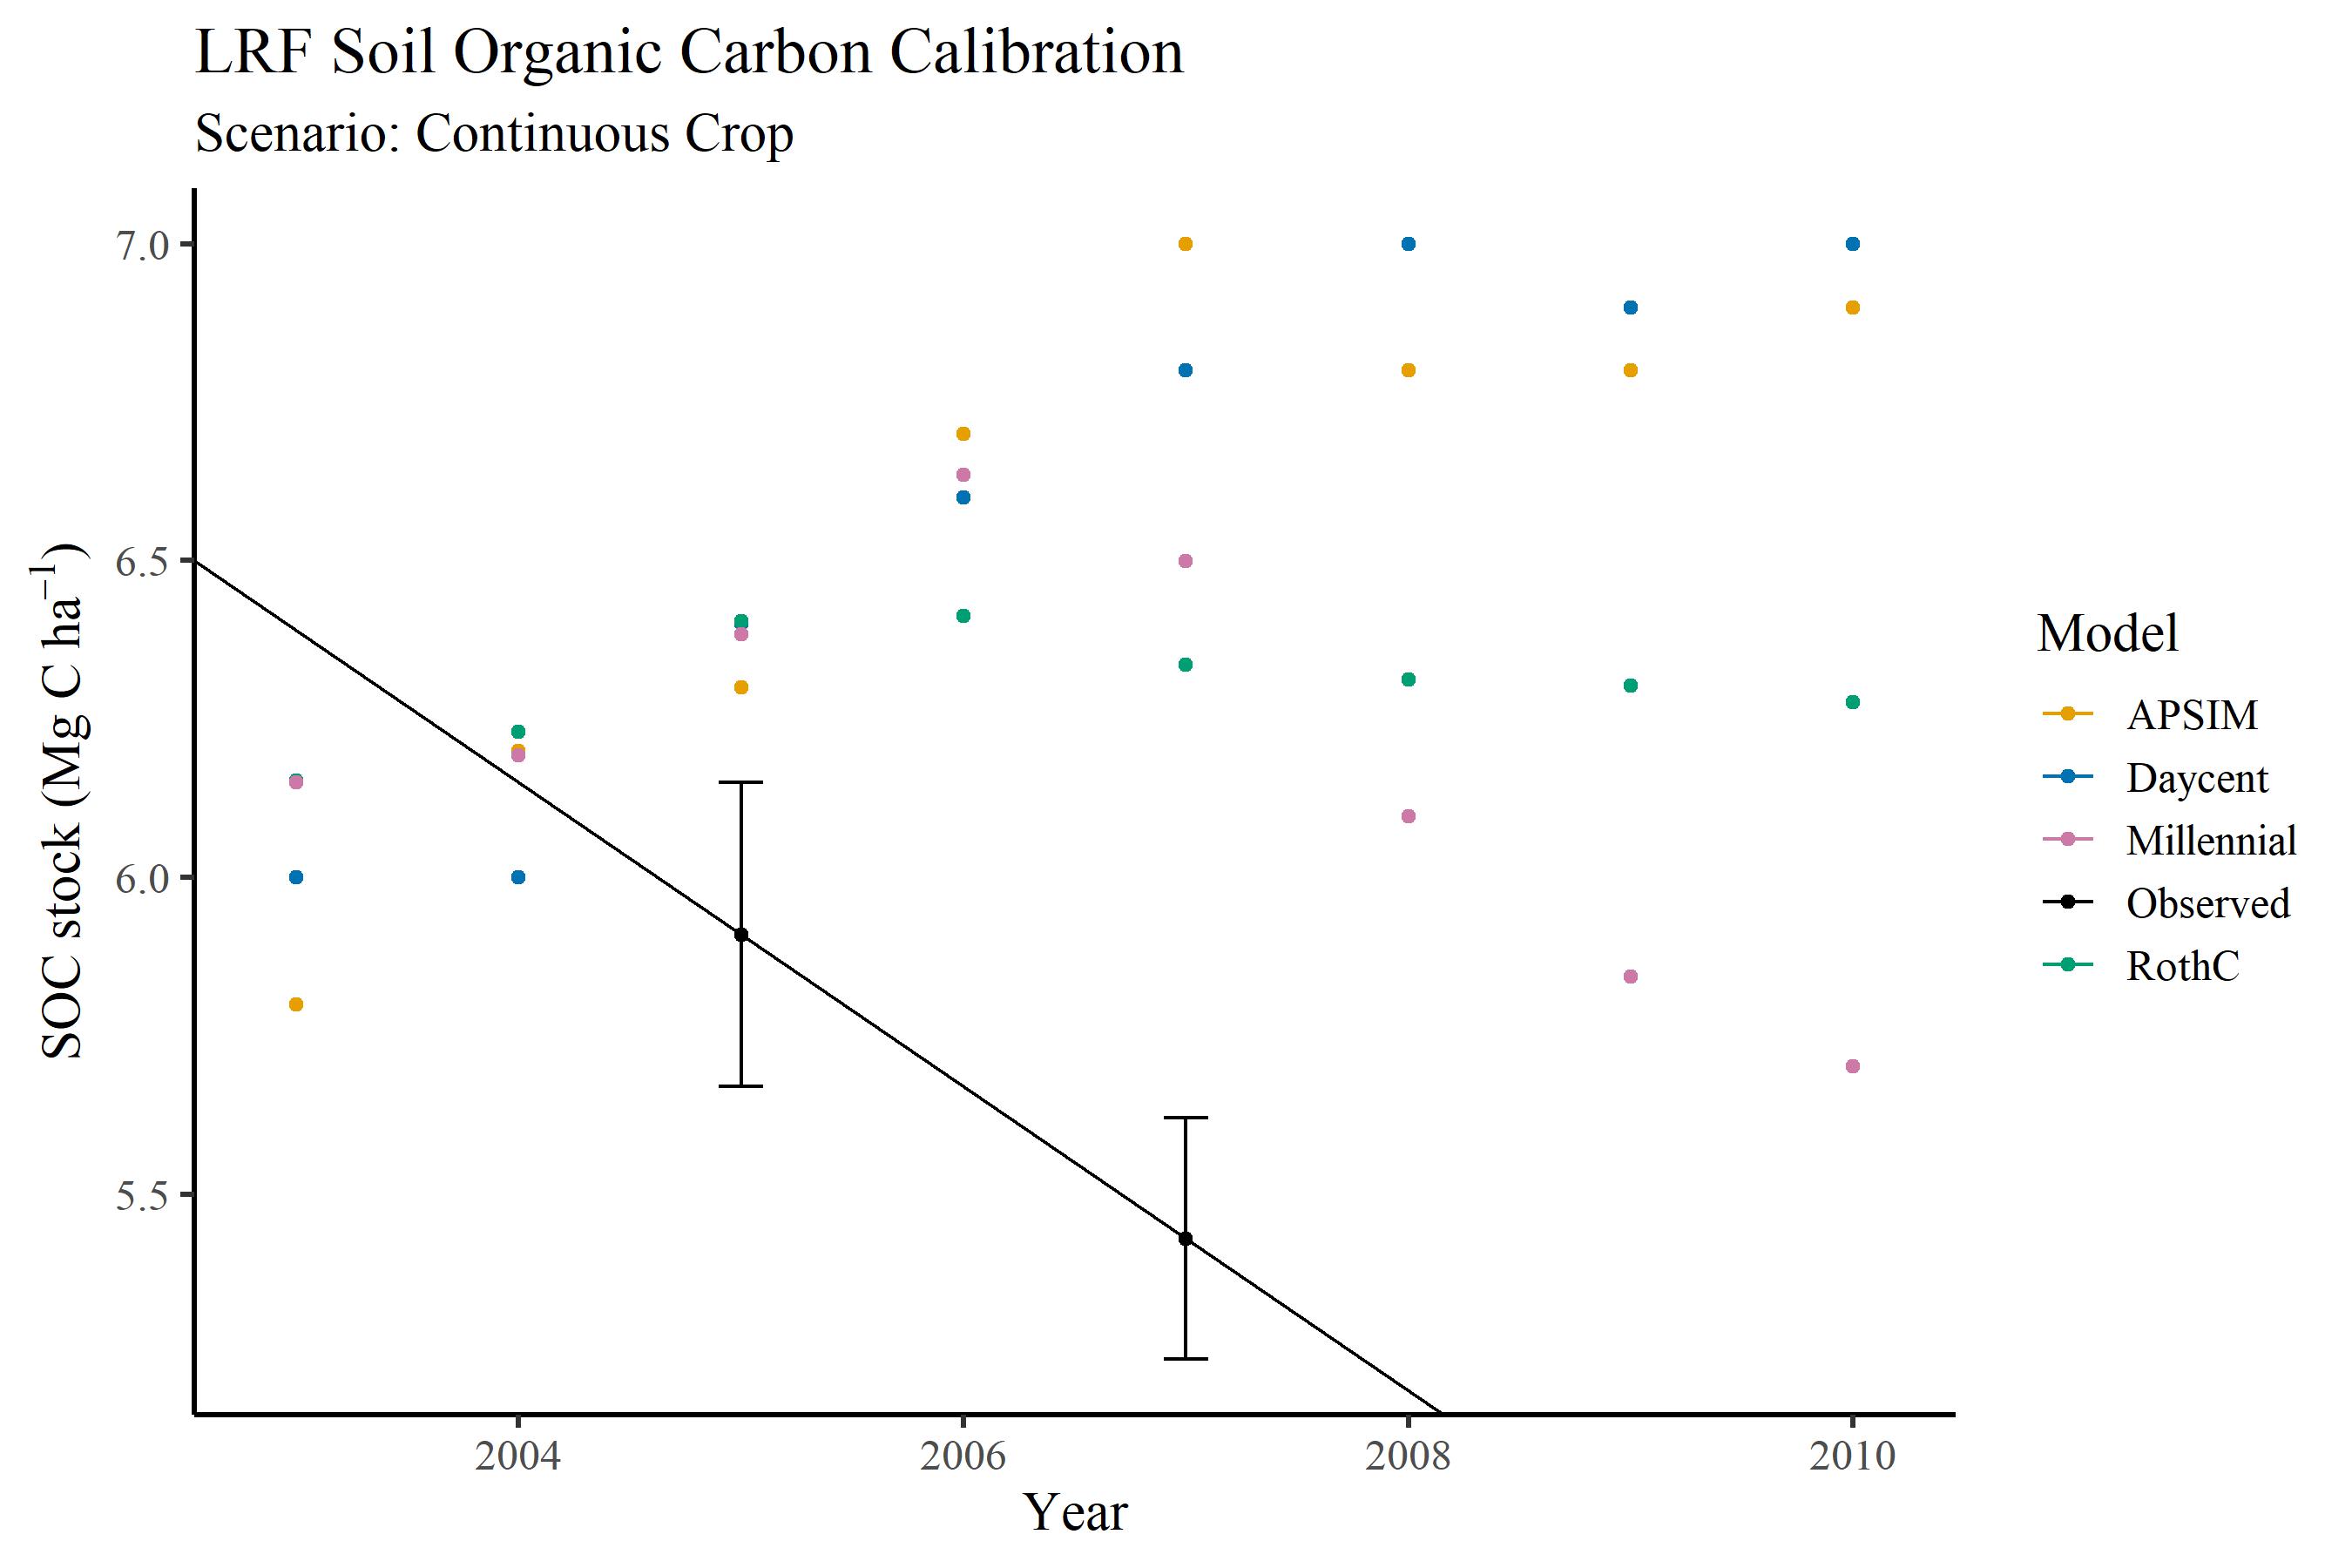 LRF Soil Organic Carbon Calibration
Scenario: Continuous Crop
SOC stock (Mg C ha⁻¹)
7.0
6.5
6.0
5.5
2004 2006 2008 2010
Year
Model
APSIM
Daycent
Millennial
Observed
RothC